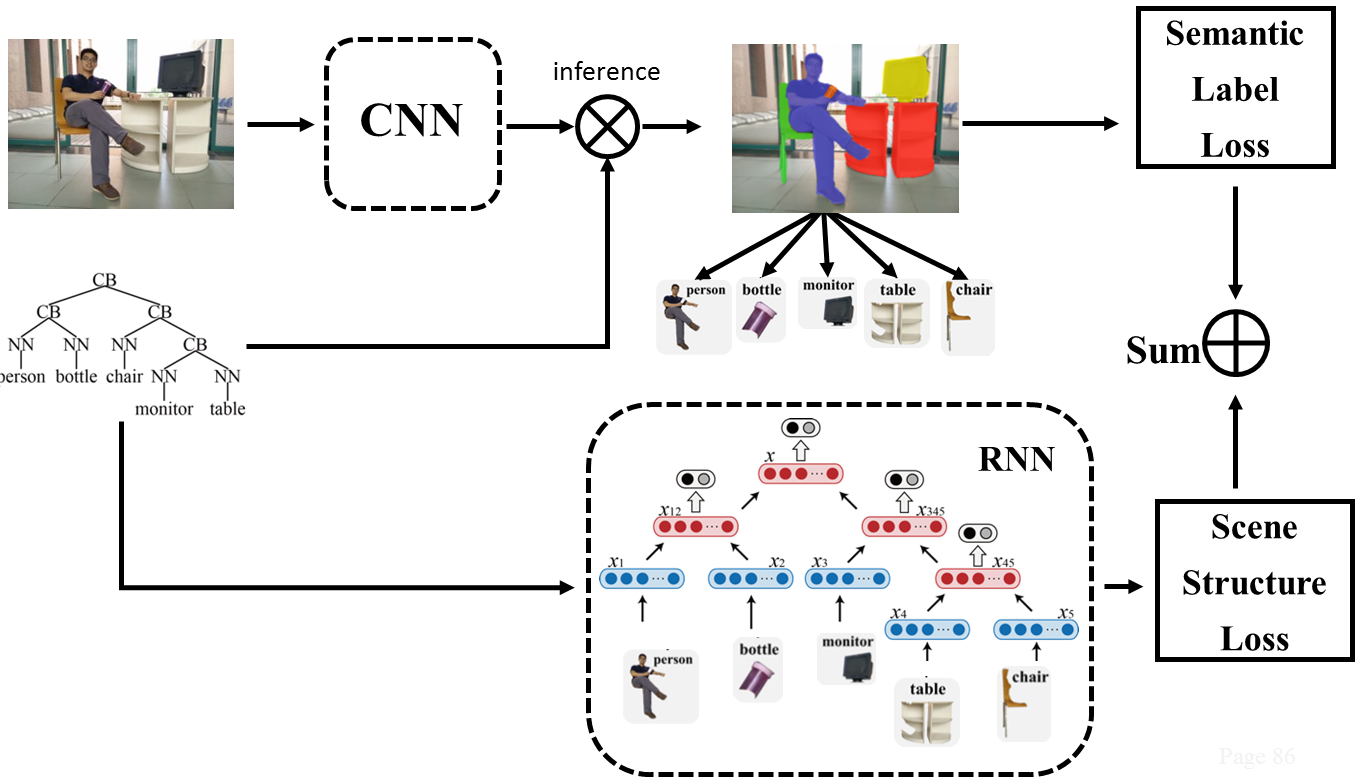 CNN
inference
Semantic
Label
Loss
person
bottle
monitor
table
chair
CB
CB CB
NN NN NN CB
person bottle chair NN NN
monitor table
Sum
RNN
x
x12
x345
x1
x2
x3
x45
x4
x5
person
bottle
monitor
table
chair
Scene
Structure
Loss
Page 86